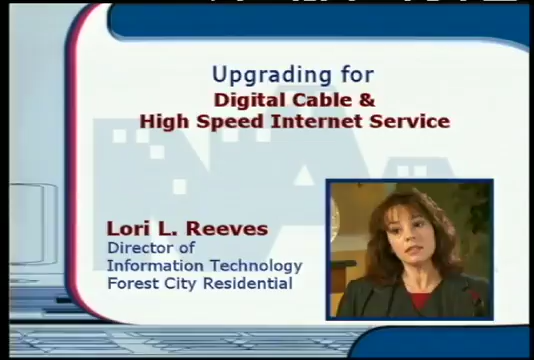 Upgrading for
Digital Cable &
High Speed Internet Service
Lori L. Reeves
Director of
Information Technology
Forest City Residential